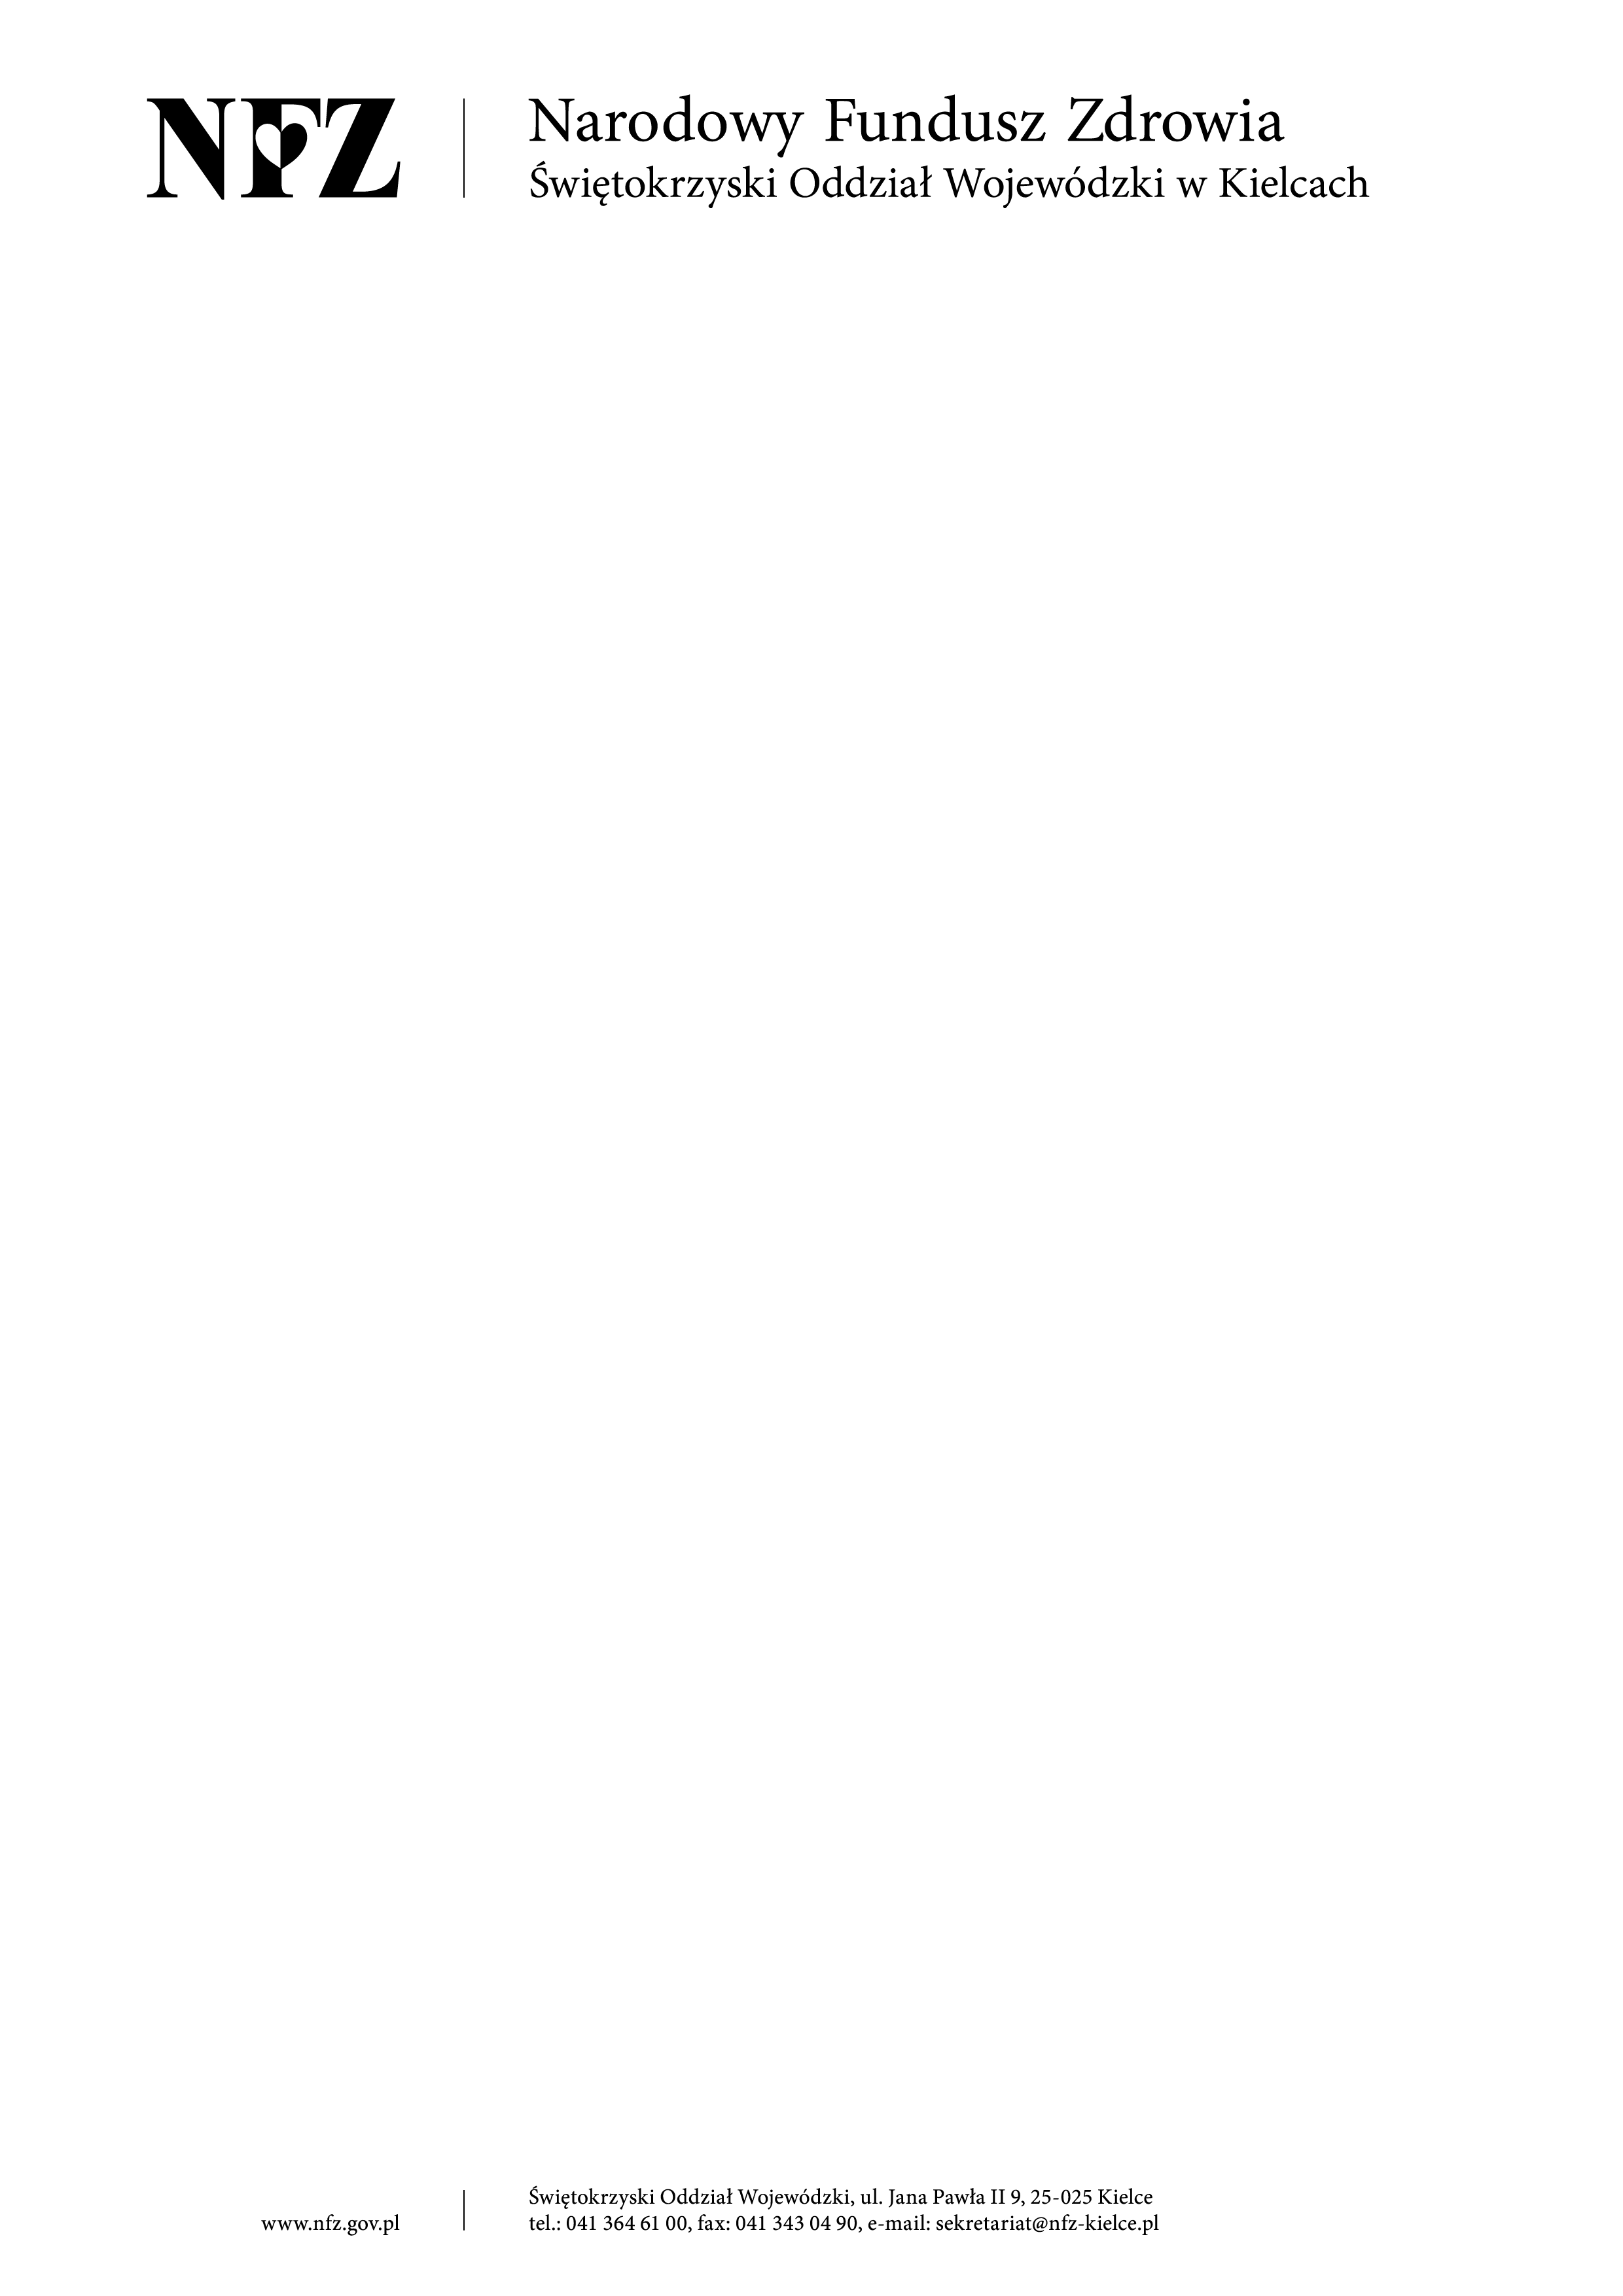 NFZ
Narodowy Fundusz Zdrowia
Świętokrzyski Oddział Wojewódzki w Kielcach
www.nfz.gov.pl
Świętokrzyski Oddział Wojewódzki, ul. Jana Pawła II 9, 25-025 Kielce
tel.: 041 364 61 00, fax: 041 343 04 90, e-mail: sekretariat@nfz-kielce.pl